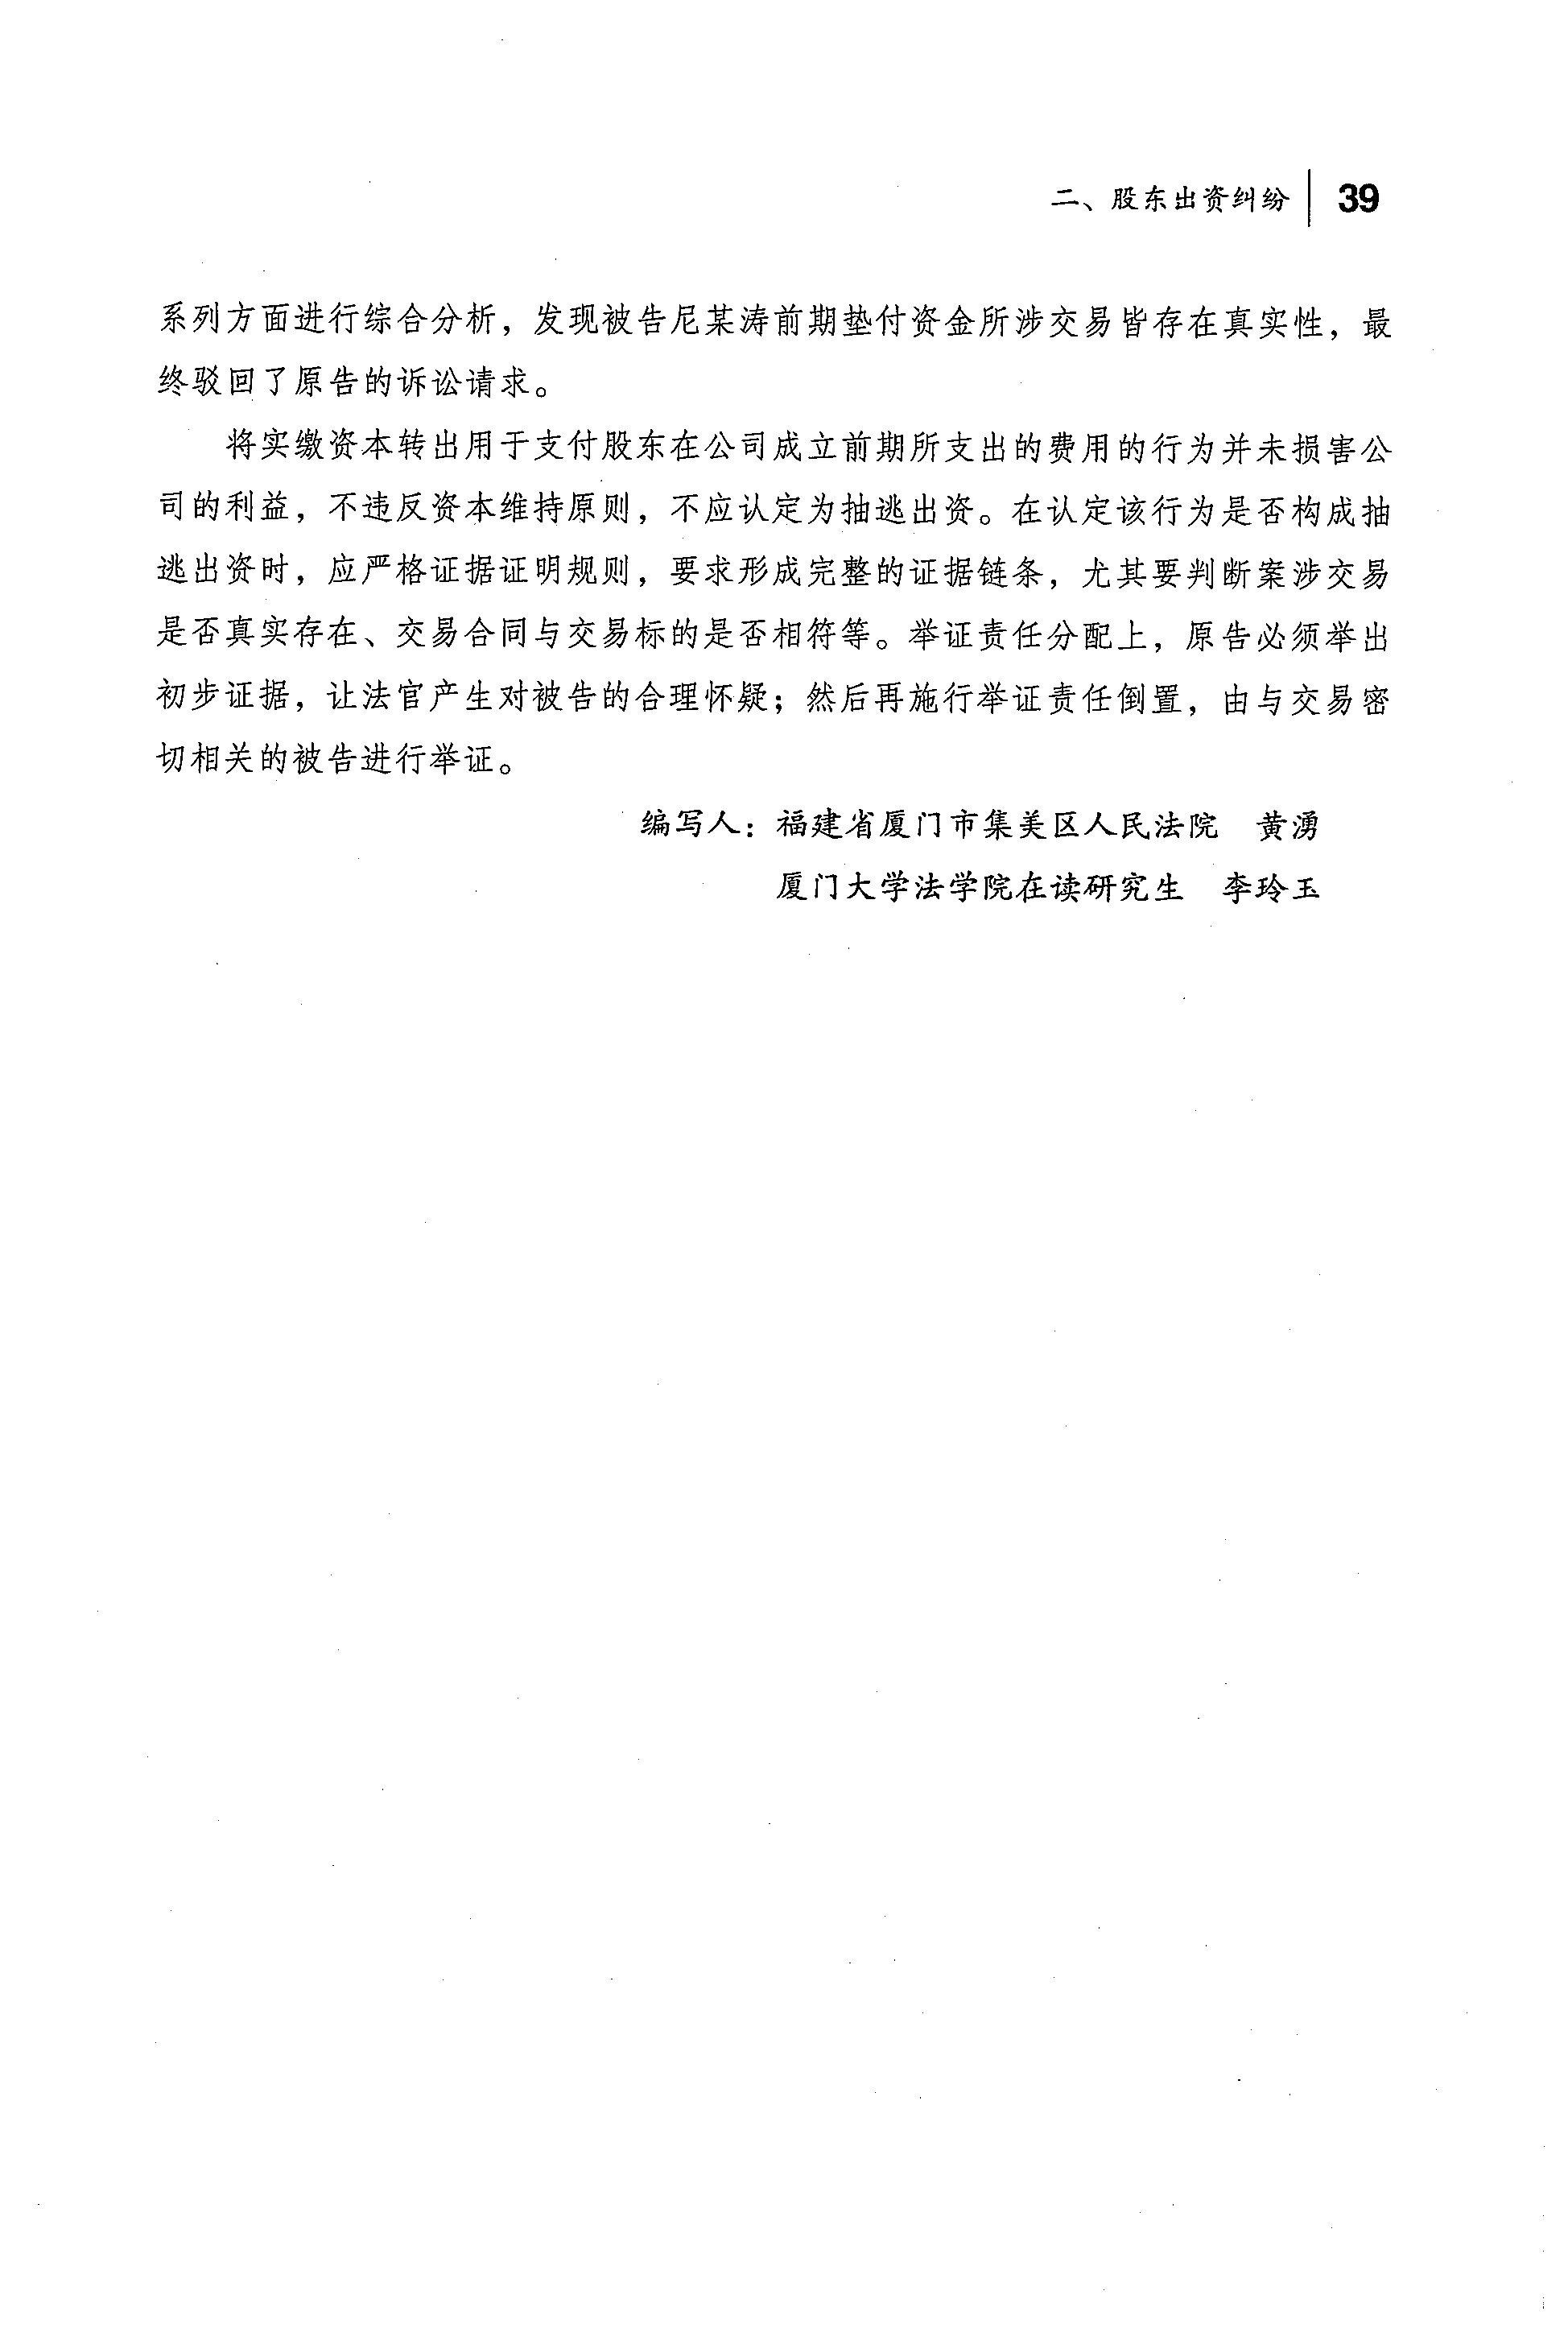 二、股东出资纠纷 39
系列方面进行综合分析，发现被告尼某涛前期垫付资金所涉交易皆存在真实性，最
终驳回了原告的诉讼请求。
将实缴资本转出用于支付股东在公司成立前期所支出的费用的行为并未损害公
司的利益，不违反资本维持原则，不应认定为抽逃出资。在认定该行为是否构成抽
逃出资时，应严格证据证明规则，要求形成完整的证据链条，尤其要判断案涉交易
是否真实存在、交易合同与交易标的是否相符等。举证责任分配上，原告必须举出
初步证据，让法官产生对被告的合理怀疑；然后再施行举证责任倒置，由与交易密
切相关的被告进行举证。
编写人：福建省厦门市集美区人民法院 黄湧
厦门大学法学院在读研究生 李玲玉